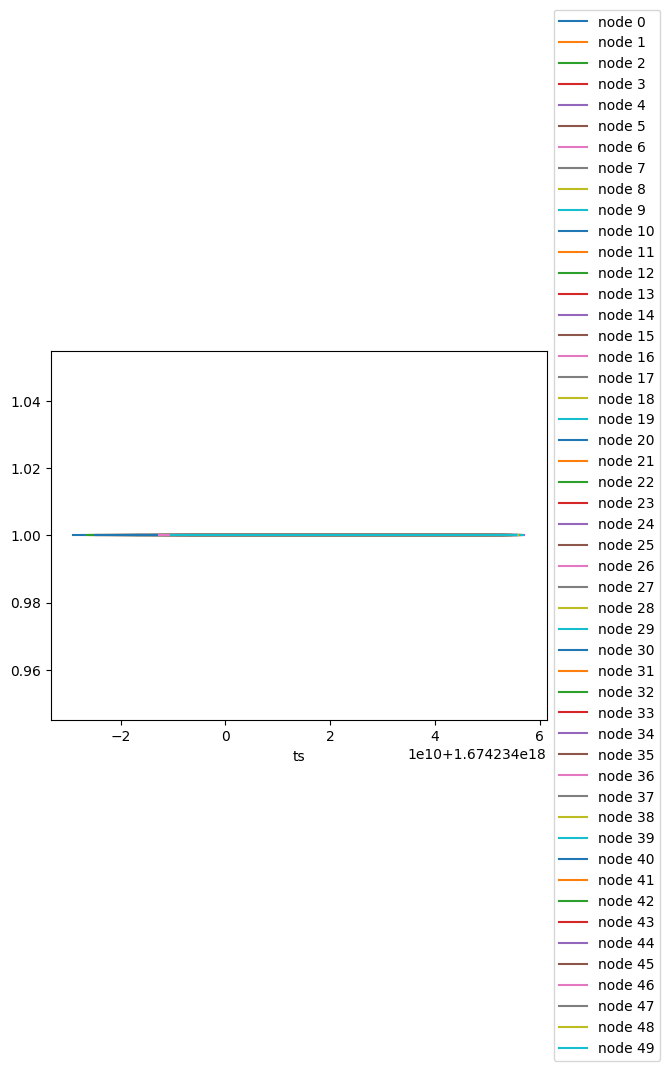 1.04
1.02
1.00
0.98
0.96
−2
0
2
4
6
ts
1e10+1.674234e18
node 0
node 1
node 2
node 3
node 4
node 5
node 6
node 7
node 8
node 9
node 10
node 11
node 12
node 13
node 14
node 15
node 16
node 17
node 18
node 19
node 20
node 21
node 22
node 23
node 24
node 25
node 26
node 27
node 28
node 29
node 30
node 31
node 32
node 33
node 34
node 35
node 36
node 37
node 38
node 39
node 40
node 41
node 42
node 43
node 44
node 45
node 46
node 47
node 48
node 49